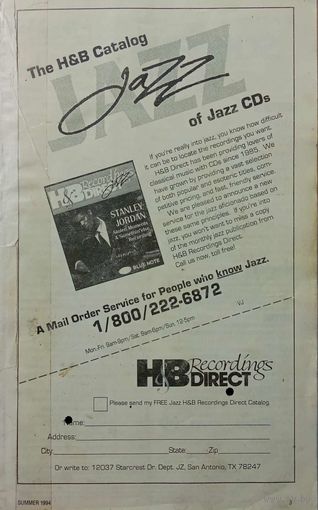 The H&B Catalog
JAZZ
Jazz
of Jazz CDs
If you're really into jazz, you know how difficult
it can be to locate the recordings you want.
H&B Direct has been providing lovers of
classical music with CDs since 1985. We
have grown by providing a vast selection
of both popular and esoteric titles, com-
petitive pricing, and fast, friendly service.
We are pleased to announce a new
service for the jazz aficionado based on
these same principles. If you're into
jazz, you won't want to miss a copy
of the monthly jazz publication from
H&B Recordings Direct.
Call us now, toll free!
H&B Recordings
DIRECT
Jazz
STANLEY
JORDAN
BLUE NOTE
A Mail Order Service for People who know Jazz.
1/800/222-6872
Mon-Fri: 9am-9pm/Sat: 9am-6pm/Sun: 12-5pm
VJ
H&B Recordings
DIRECT
Please send my FREE Jazz H&B Recordings Direct Catalog.
Name:
Address:
City State: Zip
Or write to: 12037 Starcrest Dr. Dept. JZ, San Antonio, TX 78247
SUMMER 1994
3